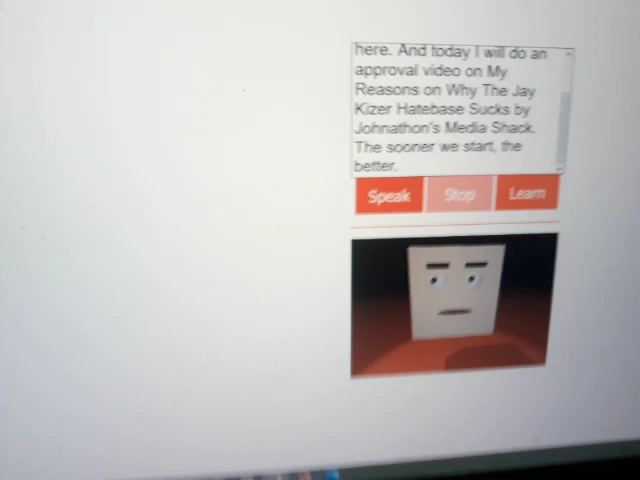 here. And today I will do an
approval video on My
Reasons on Why The Jay
Kizer Hatebase Sucks by
Johnathon's Media Shack.
The sooner we start, the
better.
Speak Stop Learn